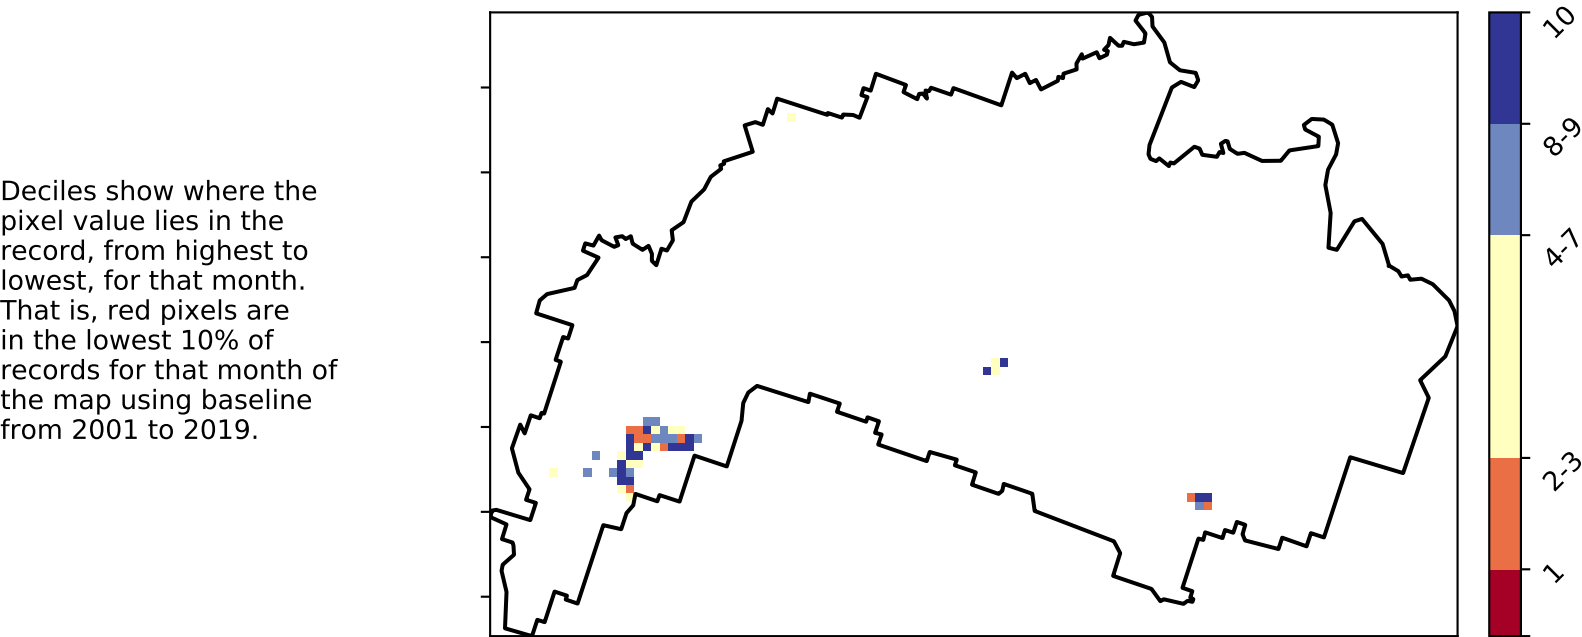 Deciles show where the
pixel value lies in the
record, from highest to
lowest, for that month.
That is, red pixels are
in the lowest 10% of
records for that month of
the map using baseline
from 2001 to 2019.
10
8-9
4-7
2-3
1